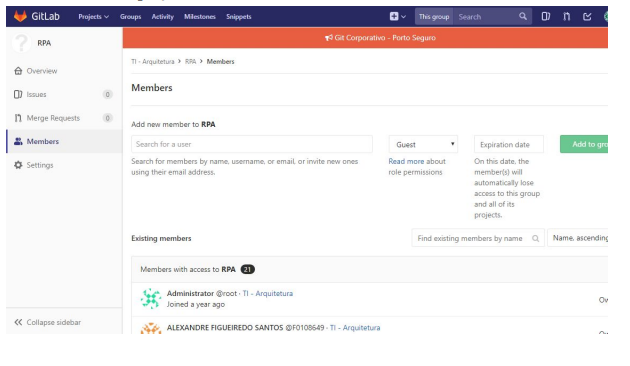 GitLab Projects Groups Activity Milestones Snippets This group Search
RPA
Git Corporativo - Porto Seguro
TI - Arquitetura > RPA > Members
Overview
Issues 0
Merge Requests 0
Members
Settings
Collapse sidebar
Members
Add new member to RPA
Search for a user
Guest
Expiration date
Add to gro
Search for members by name, username, or email, or invite new ones
using their email address.
Read more about
role permissions
On this date, the
member(s) will
automatically lose
access to this group
and all of its
projects.
Existing members
Find existing members by name
Name, ascending
Members with access to RPA 21
Administrator @root · TI - Arquitetura
Joined a year ago
Ow
ALEXANDRE FIGUEIREDO SANTOS @F0108649 · TI - Arquitetura